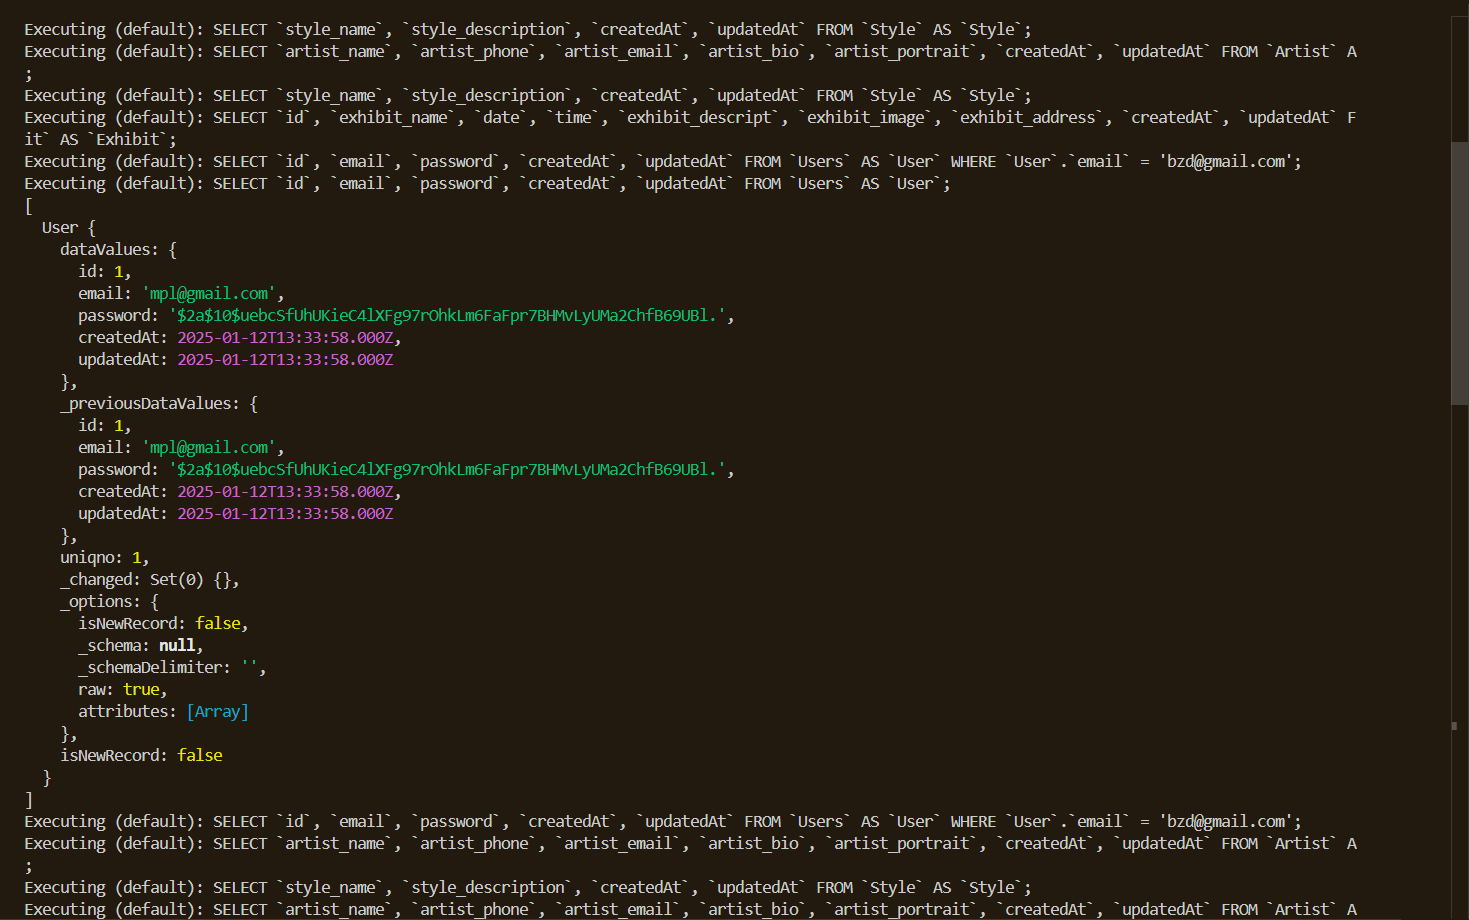 Executing (default): SELECT `style_name`, `style_description`, `createdAt`, `updatedAt` FROM `Style` AS `Style`;
Executing (default): SELECT `artist_name`, `artist_phone`, `artist_email`, `artist_bio`, `artist_portrait`, `createdAt`, `updatedAt` FROM `Artist` A
;
Executing (default): SELECT `style_name`, `style_description`, `createdAt`, `updatedAt` FROM `Style` AS `Style`;
Executing (default): SELECT `id`, `exhibit_name`, `date`, `time`, `exhibit_descript`, `exhibit_image`, `exhibit_address`, `createdAt`, `updatedAt` F
it` AS `Exhibit`;
Executing (default): SELECT `id`, `email`, `password`, `createdAt`, `updatedAt` FROM `Users` AS `User` WHERE `User`.`email` = 'bzd@gmail.com';
Executing (default): SELECT `id`, `email`, `password`, `createdAt`, `updatedAt` FROM `Users` AS `User`;
[
  User {
    dataValues: {
      id: 1,
      email: 'mpl@gmail.com',
      password: '$2a$10$uebcSfUhUKieC4lXFg97rOhkLm6FaFpr7BHMvLyUMa2ChfB69UBl.',
      createdAt: 2025-01-12T13:33:58.000Z,
      updatedAt: 2025-01-12T13:33:58.000Z
    },
    _previousDataValues: {
      id: 1,
      email: 'mpl@gmail.com',
      password: '$2a$10$uebcSfUhUKieC4lXFg97rOhkLm6FaFpr7BHMvLyUMa2ChfB69UBl.',
      createdAt: 2025-01-12T13:33:58.000Z,
      updatedAt: 2025-01-12T13:33:58.000Z
    },
    uniqno: 1,
    _changed: Set(0) {},
    _options: {
      isNewRecord: false,
      _schema: null,
      _schemaDelimiter: '',
      raw: true,
      attributes: [Array]
    },
    isNewRecord: false
  }
]
Executing (default): SELECT `id`, `email`, `password`, `createdAt`, `updatedAt` FROM `Users` AS `User` WHERE `User`.`email` = 'bzd@gmail.com';
Executing (default): SELECT `artist_name`, `artist_phone`, `artist_email`, `artist_bio`, `artist_portrait`, `createdAt`, `updatedAt` FROM `Artist` A
;
Executing (default): SELECT `style_name`, `style_description`, `createdAt`, `updatedAt` FROM `Style` AS `Style`;
Executing (default): SELECT `artist_name`, `artist_phone`, `artist_email`, `artist_bio`, `artist_portrait`, `createdAt`, `updatedAt` FROM `Artist` A